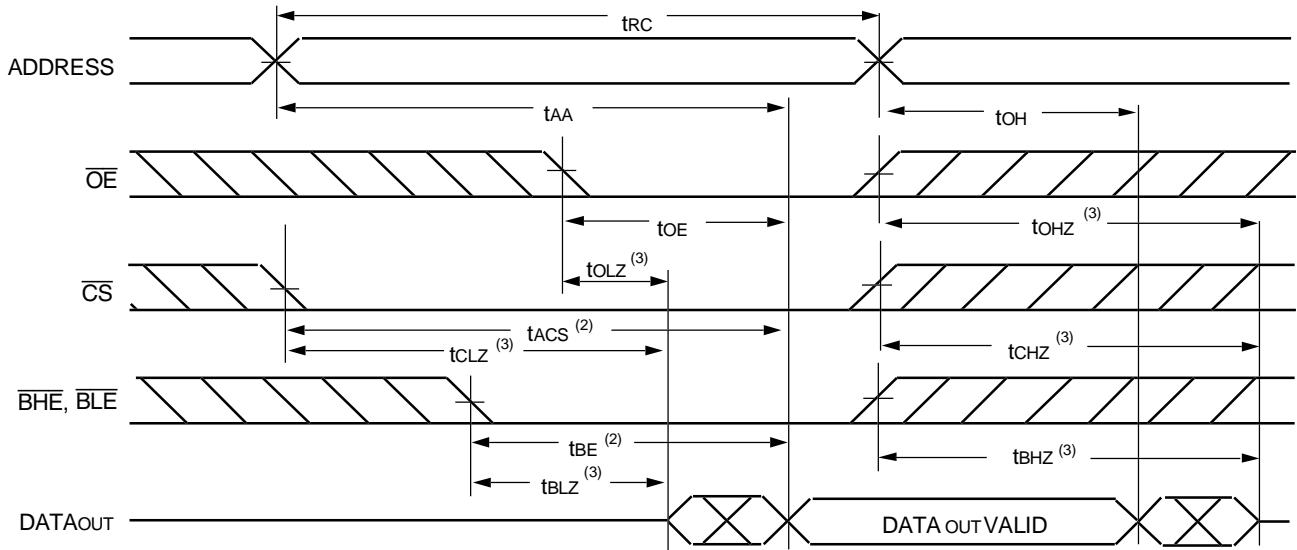 tRC
ADDRESS
tAA
tOH
OE
tOE
tOHZ (3)
tOLZ (3)
CS
tACS (2)
tCLZ (3)
tCHZ (3)
BHE, BLE
tBE (2)
tBHZ (3)
tBLZ (3)
DATAOUT
DATA OUT VALID